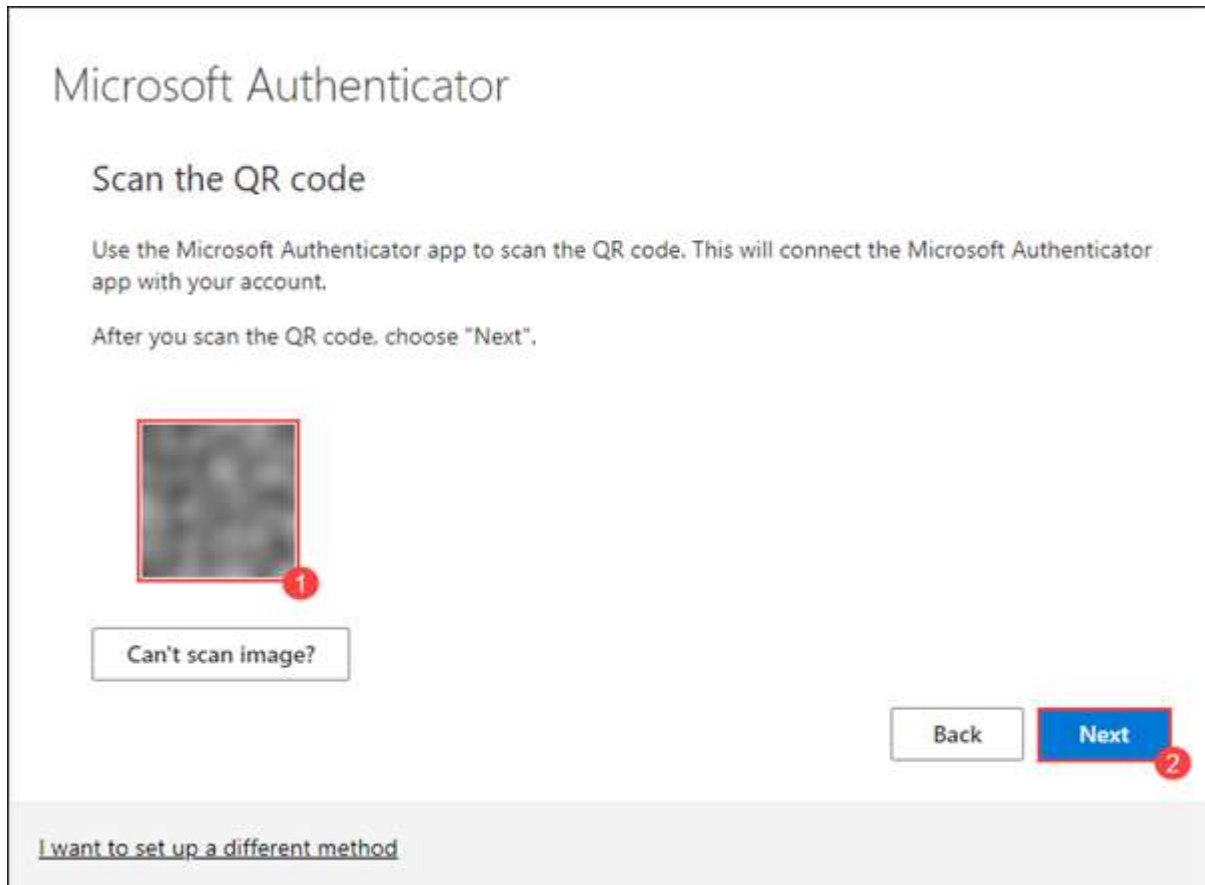 Microsoft Authenticator
Scan the QR code
Use the Microsoft Authenticator app to scan the QR code. This will connect the Microsoft Authenticator
app with your account.
After you scan the QR code, choose "Next".
1
Can't scan image?
Back
Next
2
I want to set up a different method